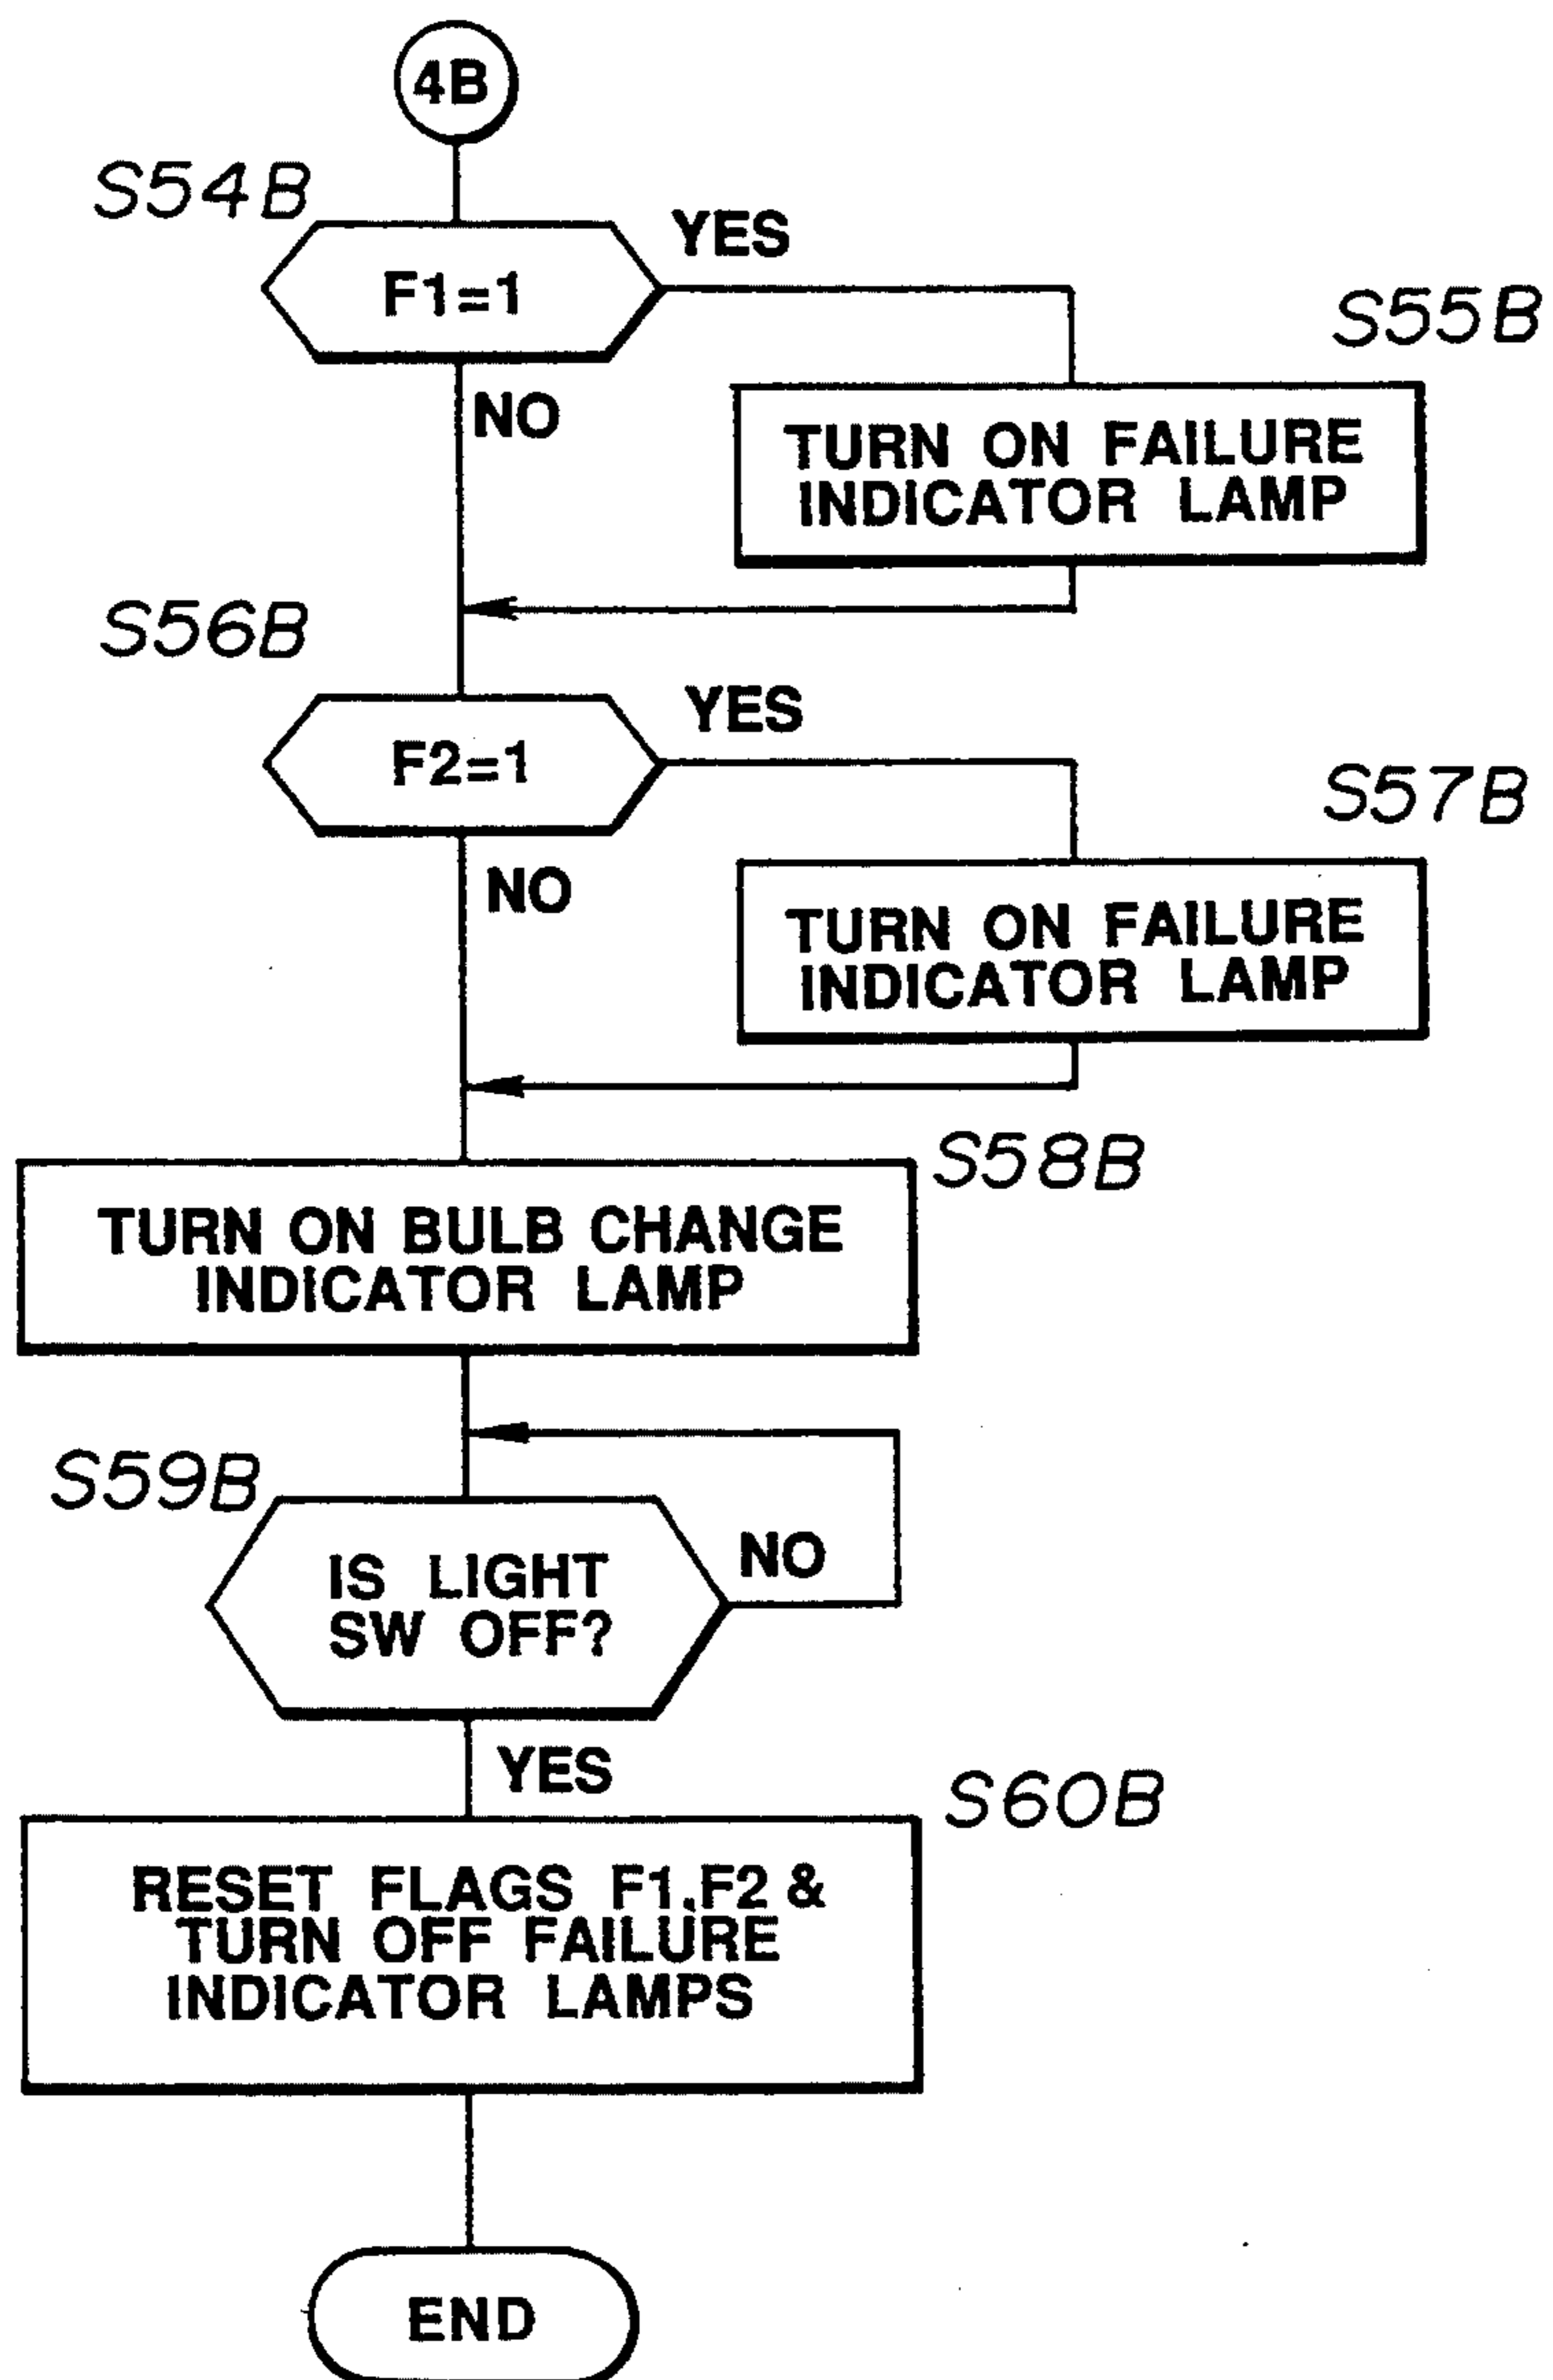 4B
S54B
YES
F1=1
S55B
NO
TURN ON FAILURE
INDICATOR LAMP
S56B
YES
F2=1
S57B
NO
TURN ON FAILURE
INDICATOR LAMP
S58B
TURN ON BULB CHANGE
INDICATOR LAMP
S59B
NO
IS LIGHT
SW OFF?
YES
S60B
RESET FLAGS F1,F2 &
TURN OFF FAILURE
INDICATOR LAMPS
END